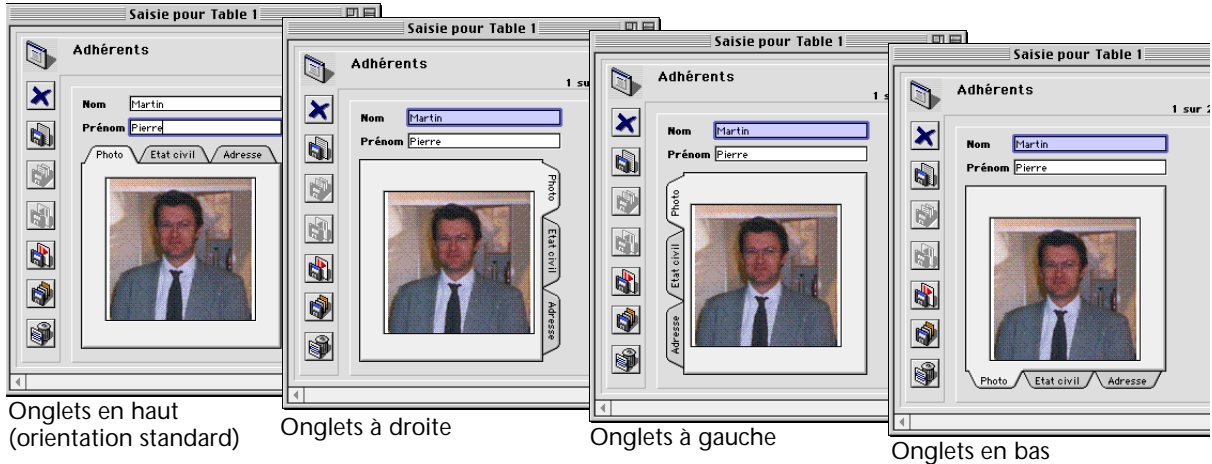 Saisie pour Table 1
Adhérents
Nom Martin
Prénom Pierre
Photo Etat civil Adresse
Onglets en haut
(orientation standard)
Saisie pour Table 1
Adhérents
1 su
Nom Martin
Prénom Pierre
Photo
Etat civil
Adresse
Onglets à droite
Saisie pour Table 1
Adhérents
1 s
Nom Martin
Prénom Pierre
Photo
Etat civil
Adresse
Onglets à gauche
Saisie pour Table 1
Adhérents
1 sur 2
Nom Martin
Prénom Pierre
Photo Etat civil Adresse
Onglets en bas